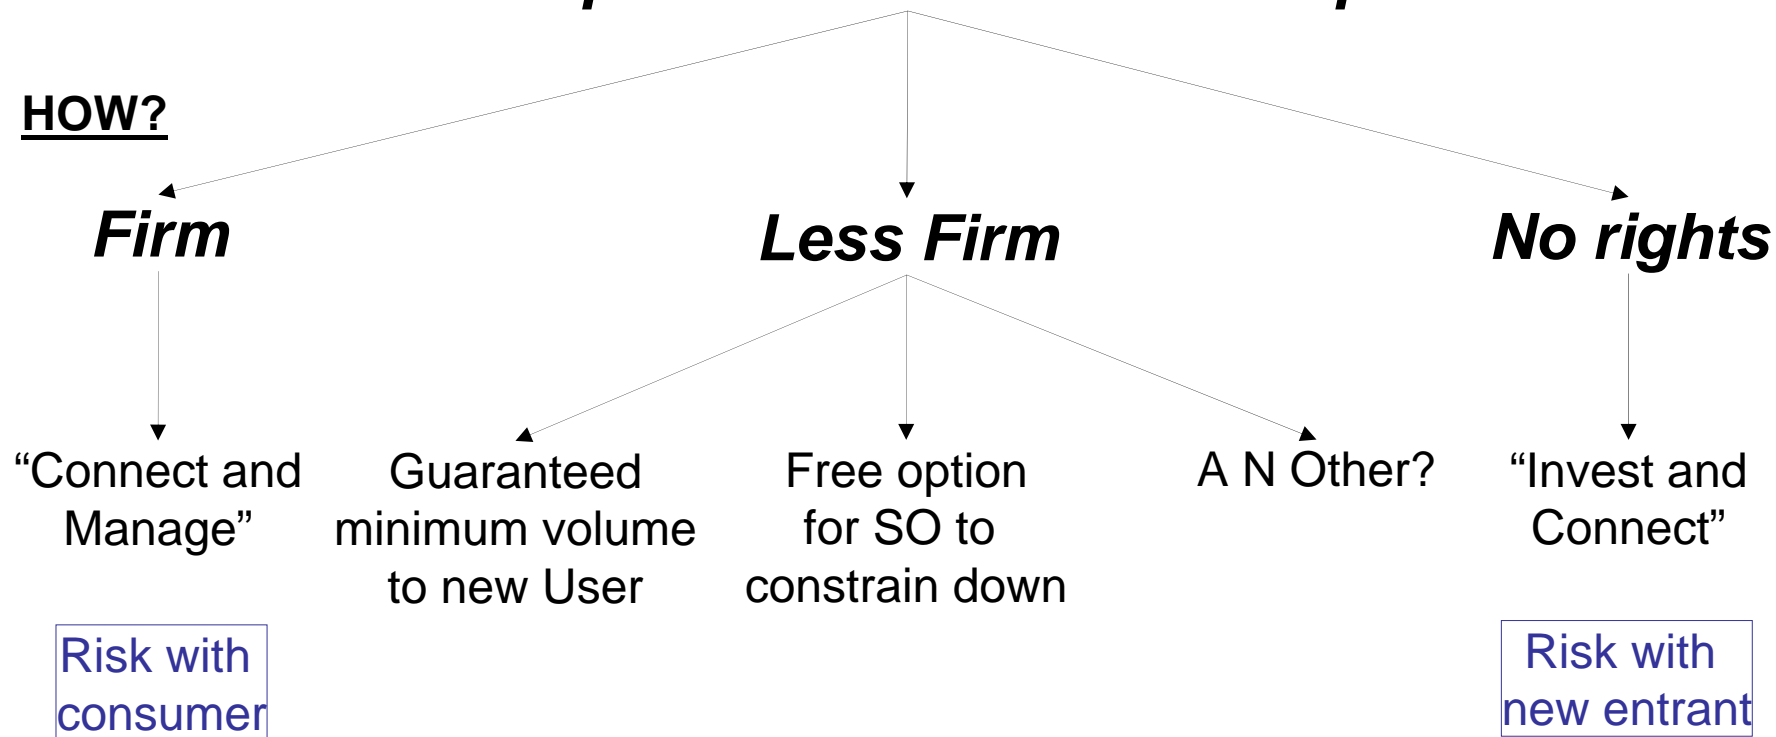 HOW?
Firm
Less Firm
No rights
“Connect and
Manage”
Guaranteed
minimum volume
to new User
Free option
for SO to
constrain down
A N Other?
“Invest and
Connect”
Risk with
consumer
Risk with
new entrant